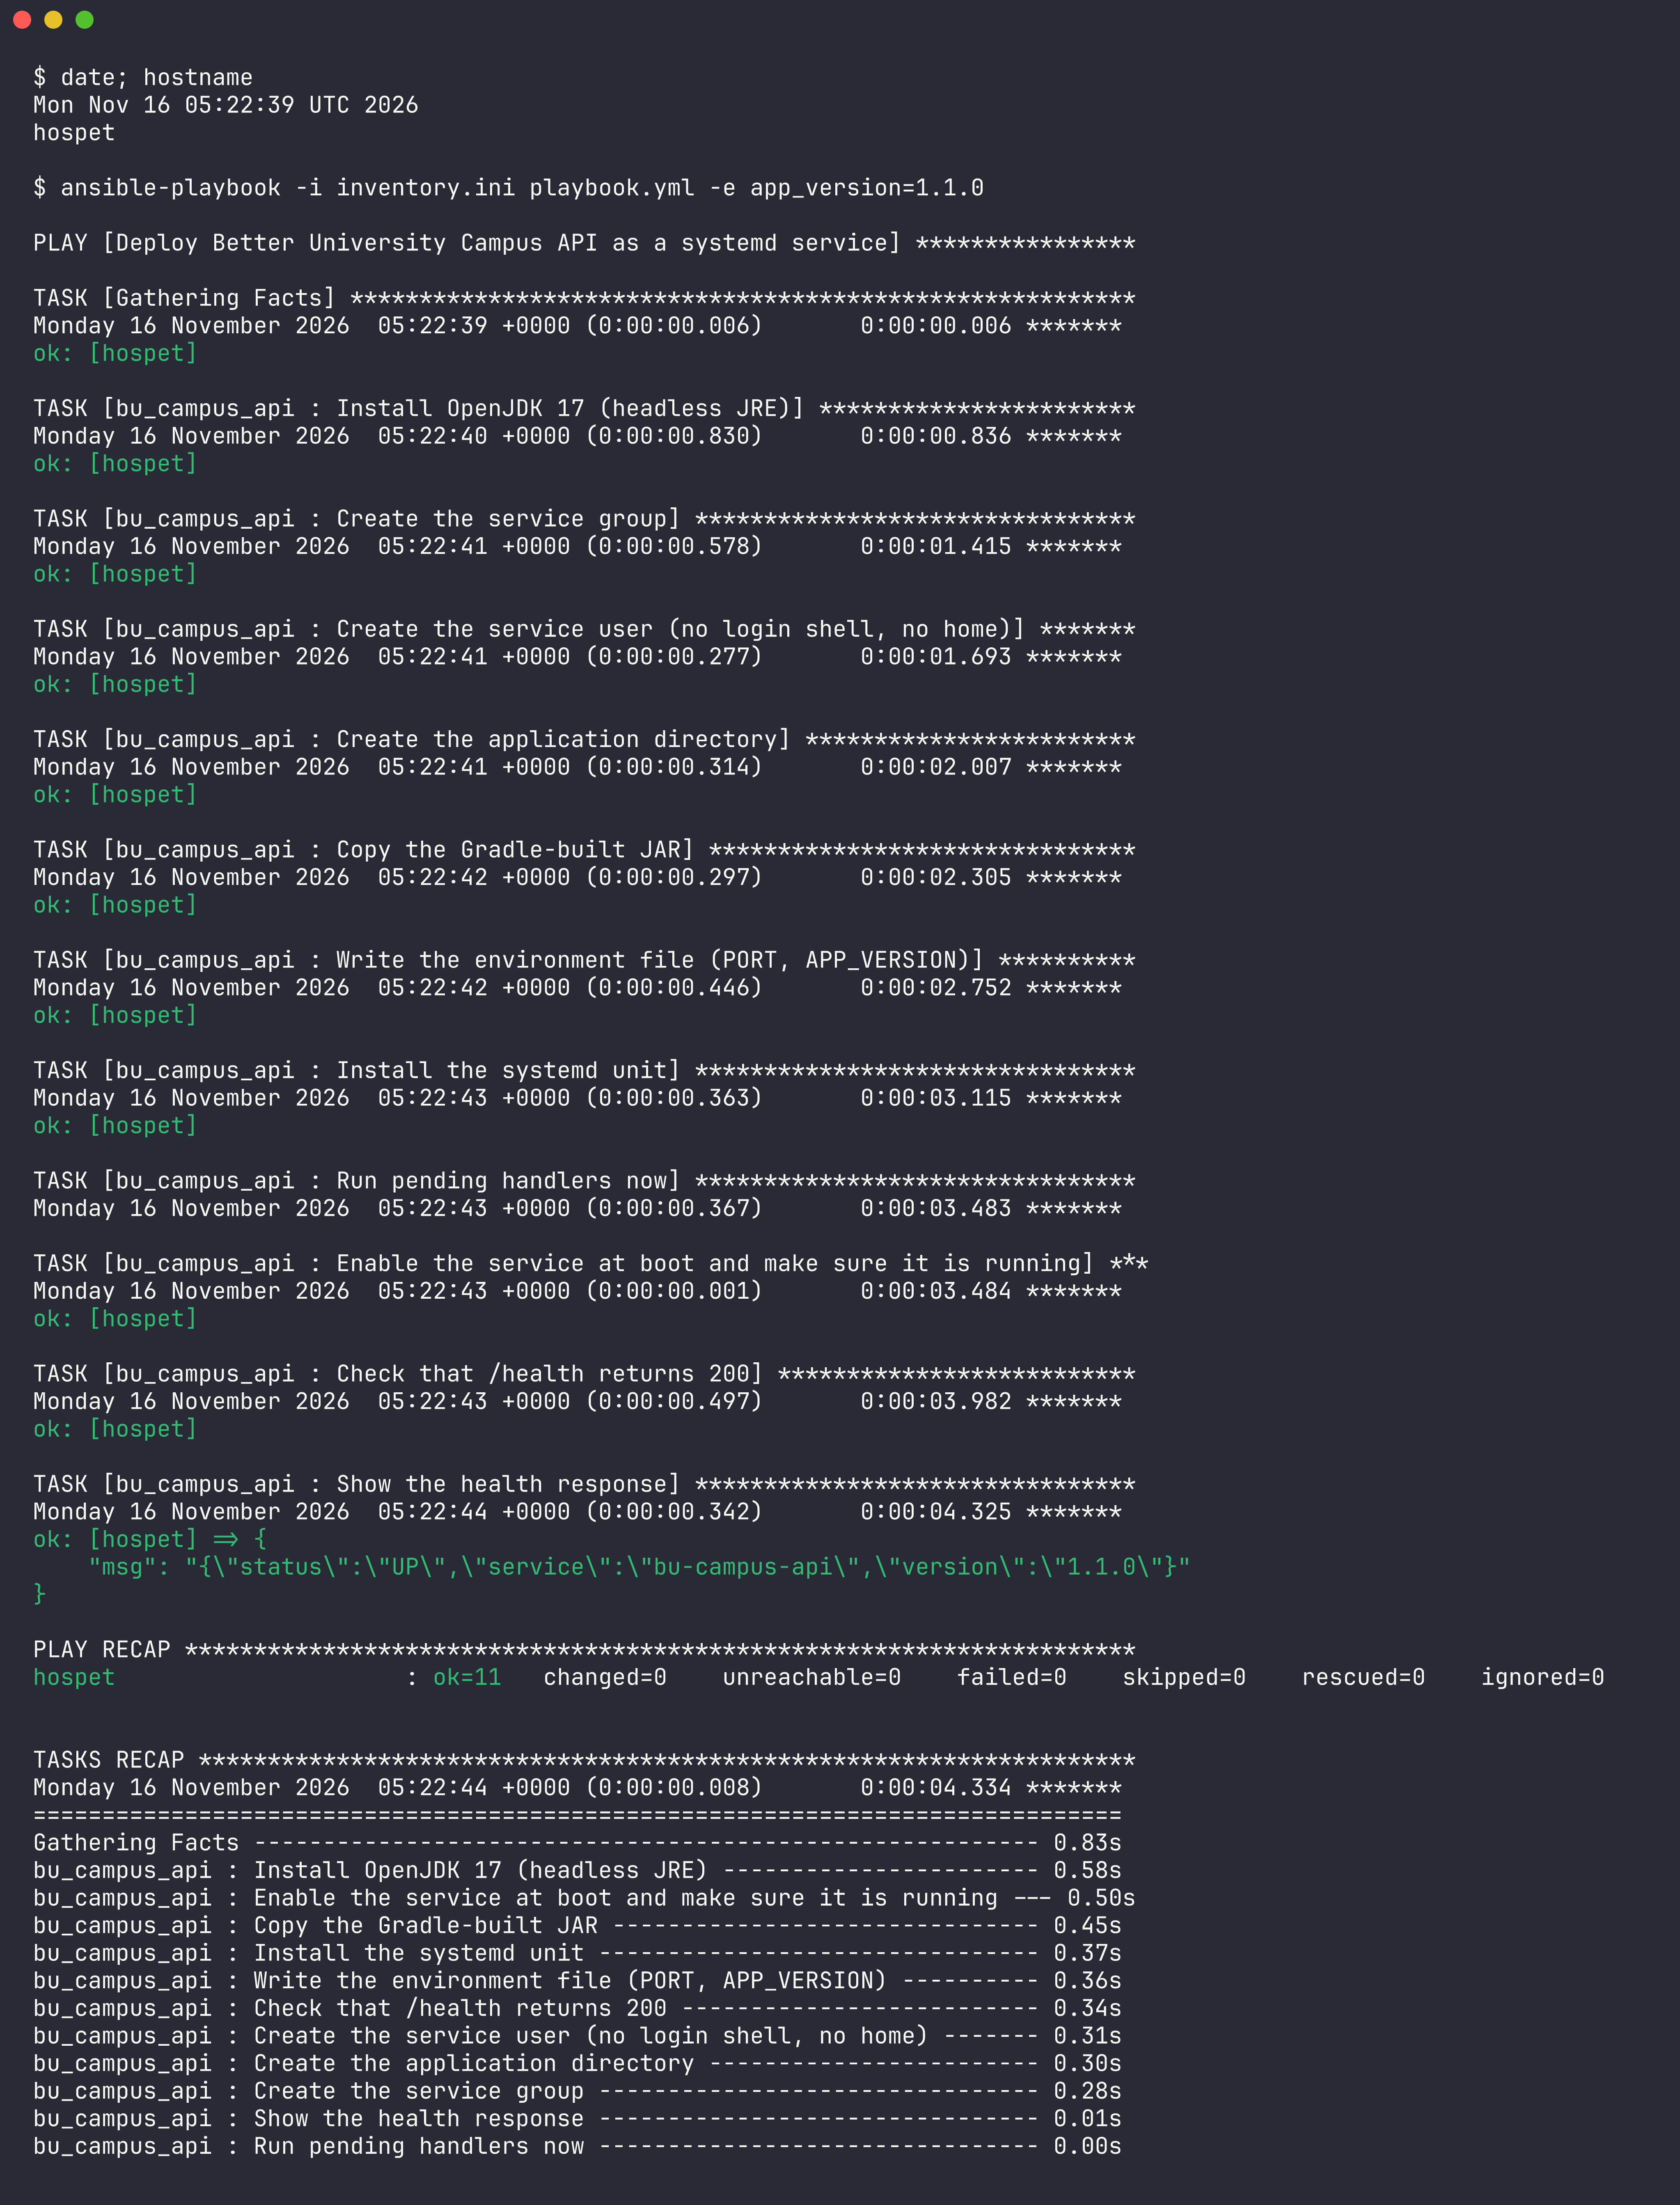 $ date; hostname
Mon Nov 16 05:22:39 UTC 2026
hospet

$ ansible-playbook -i inventory.ini playbook.yml -e app_version=1.1.0

PLAY [Deploy Better University Campus API as a systemd service] ****************

TASK [Gathering Facts] *********************************************************
Monday 16 November 2026  05:22:39 +0000 (0:00:00.006)       0:00:00.006 *******
ok: [hospet]

TASK [bu_campus_api : Install OpenJDK 17 (headless JRE)] ***********************
Monday 16 November 2026  05:22:40 +0000 (0:00:00.830)       0:00:00.836 *******
ok: [hospet]

TASK [bu_campus_api : Create the service group] ********************************
Monday 16 November 2026  05:22:41 +0000 (0:00:00.578)       0:00:01.415 *******
ok: [hospet]

TASK [bu_campus_api : Create the service user (no login shell, no home)] *******
Monday 16 November 2026  05:22:41 +0000 (0:00:00.277)       0:00:01.693 *******
ok: [hospet]

TASK [bu_campus_api : Create the application directory] ************************
Monday 16 November 2026  05:22:41 +0000 (0:00:00.314)       0:00:02.007 *******
ok: [hospet]

TASK [bu_campus_api : Copy the Gradle-built JAR] *******************************
Monday 16 November 2026  05:22:42 +0000 (0:00:00.297)       0:00:02.305 *******
ok: [hospet]

TASK [bu_campus_api : Write the environment file (PORT, APP_VERSION)] **********
Monday 16 November 2026  05:22:42 +0000 (0:00:00.446)       0:00:02.752 *******
ok: [hospet]

TASK [bu_campus_api : Install the systemd unit] ********************************
Monday 16 November 2026  05:22:43 +0000 (0:00:00.363)       0:00:03.115 *******
ok: [hospet]

TASK [bu_campus_api : Run pending handlers now] ********************************
Monday 16 November 2026  05:22:43 +0000 (0:00:00.367)       0:00:03.483 *******

TASK [bu_campus_api : Enable the service at boot and make sure it is running] ***
Monday 16 November 2026  05:22:43 +0000 (0:00:00.001)       0:00:03.484 *******
ok: [hospet]

TASK [bu_campus_api : Check that /health returns 200] **************************
Monday 16 November 2026  05:22:43 +0000 (0:00:00.497)       0:00:03.982 *******
ok: [hospet]

TASK [bu_campus_api : Show the health response] ********************************
Monday 16 November 2026  05:22:44 +0000 (0:00:00.342)       0:00:04.325 *******
ok: [hospet] => {
    "msg": "{\"status\":\"UP\",\"service\":\"bu-campus-api\",\"version\":\"1.1.0\"}"
}

PLAY RECAP *********************************************************************
hospet                     : ok=11   changed=0    unreachable=0    failed=0    skipped=0    rescued=0    ignored=0

TASKS RECAP ********************************************************************
Monday 16 November 2026  05:22:44 +0000 (0:00:00.008)       0:00:04.334 *******
===============================================================================
Gathering Facts --------------------------------------------------------- 0.83s
bu_campus_api : Install OpenJDK 17 (headless JRE) ----------------------- 0.58s
bu_campus_api : Enable the service at boot and make sure it is running --- 0.50s
bu_campus_api : Copy the Gradle-built JAR ------------------------------- 0.45s
bu_campus_api : Install the systemd unit -------------------------------- 0.37s
bu_campus_api : Write the environment file (PORT, APP_VERSION) ---------- 0.36s
bu_campus_api : Check that /health returns 200 -------------------------- 0.34s
bu_campus_api : Create the service user (no login shell, no home) ------- 0.31s
bu_campus_api : Create the application directory ------------------------ 0.30s
bu_campus_api : Create the service group -------------------------------- 0.28s
bu_campus_api : Show the health response -------------------------------- 0.01s
bu_campus_api : Run pending handlers now -------------------------------- 0.00s